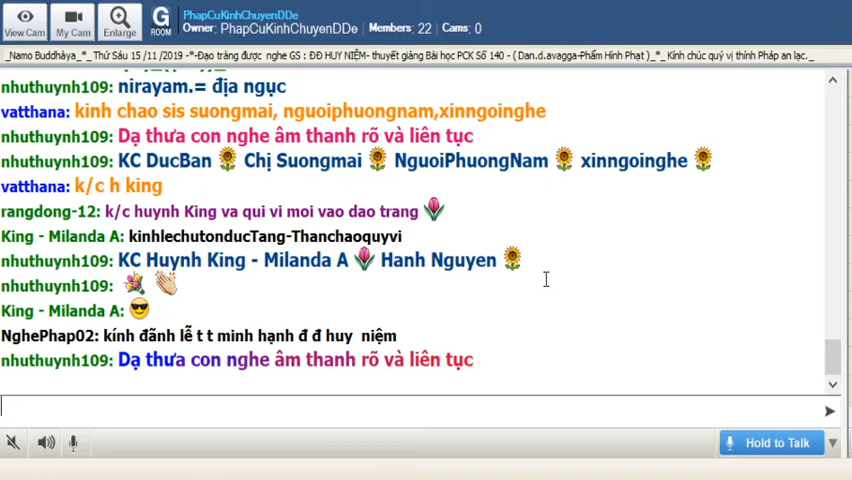 PhapCuKinhChuyenDDe
Owner: PhapCuKinhChuyenDDe Members: 22 Cams: 0
View Cam
My Cam
Enlarge
G
ROOM
_Namo Buddhàya_*_ Thứ Sáu 15 /11 /2019 -*-Đạo tràng được nghe GS : ĐĐ HUY NIỆM- thuyết giảng Bài học PCK Số 140 - ( Dan.d.avagga-Phẩm Hình Phạt )_*_ Kính chúc quý vị thính Pháp an lạc._
nhuthuynh109: nirayam.= địa ngục
vatthana: kinh chao sis suongmai, nguoiphuongnam,xinngoinghe
nhuthuynh109: Dạ thưa con nghe âm thanh rõ và liên tục
nhuthuynh109: KC DucBan 🌻 Chị Suongmai 🌻 NguoiPhuongNam 🌻 xinngoinghe 🌻
vatthana: k/c h king
rangdong-12: k/c huynh King va qui vi moi vao dao trang 🌷
King - Milanda A: kinhlechutonducTang-Thanchaoquyvi
nhuthuynh109: KC Huynh King - Milanda A 🌷 Hanh Nguyen 🌻
nhuthuynh109: 💐 👏
King - Milanda A: 😎
NghePhap02: kính đãnh lễ t t minh hạnh đ đ huy niệm
nhuthuynh109: Dạ thưa con nghe âm thanh rõ và liên tục
Hold to Talk